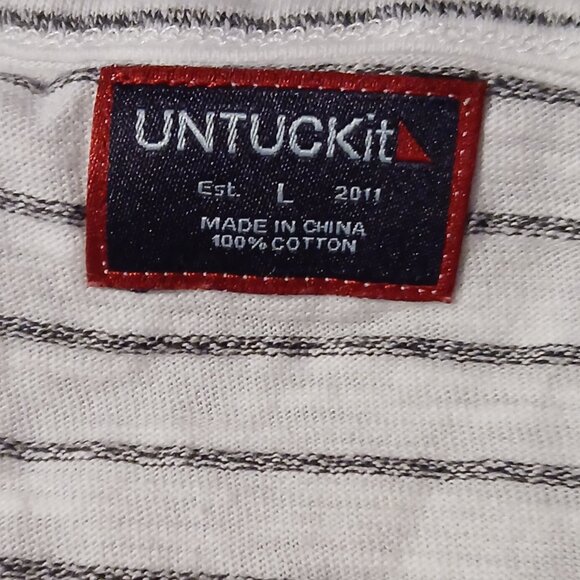 UNTUCKit
Est. L 2011
MADE IN CHINA
100% COTTON